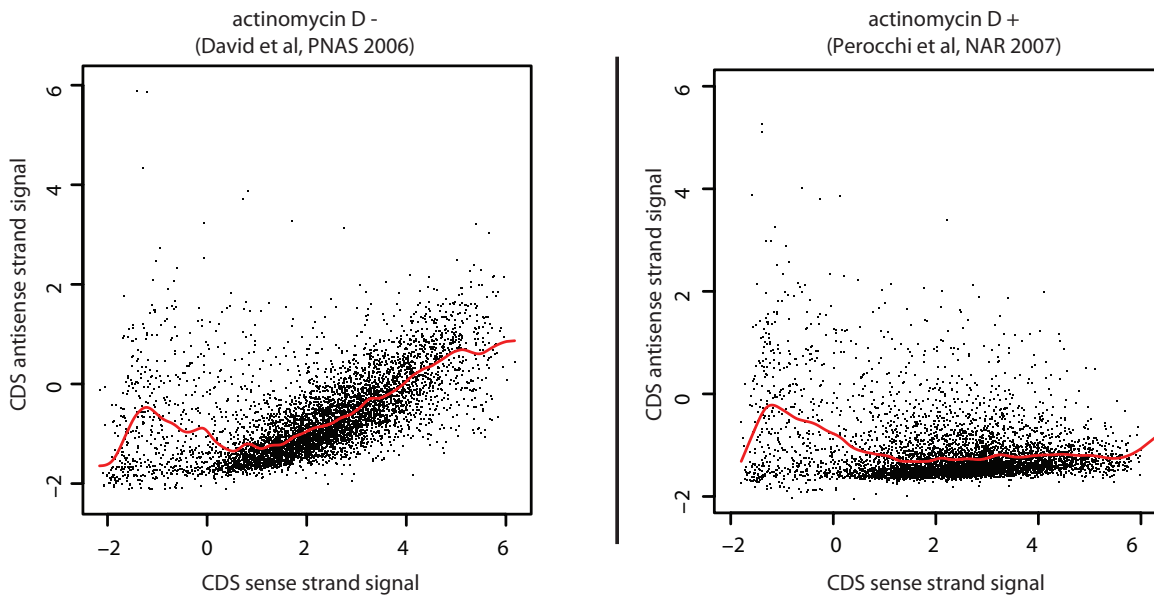 actinomycin D -
(David et al, PNAS 2006)
6
4
2
0
−2
CDS antisense strand signal
−2 0 2 4 6
CDS sense strand signal
actinomycin D +
(Perocchi et al, NAR 2007)
6
4
2
0
−2
CDS antisense strand signal
−2 0 2 4 6
CDS sense strand signal